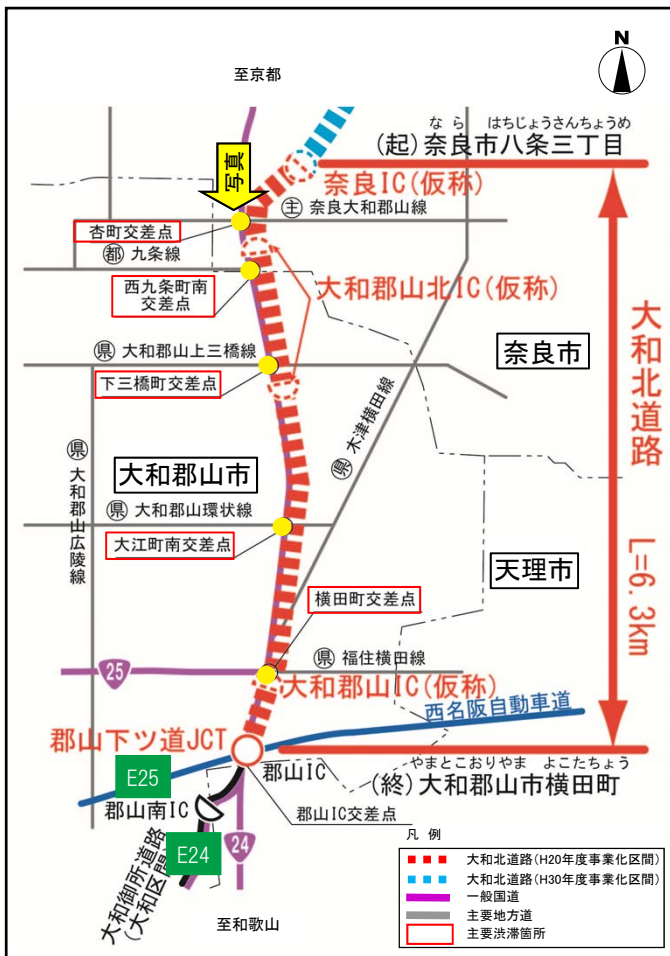 N
至京都
なら はちじょうさんちょうめ
(起)奈良市八条三丁目
写真
奈良IC(仮称)
主 奈良大和郡山線
杏町交差点
都 九条線
西九条町南
交差点
大和郡山北IC(仮称)
県 大和郡山上三橋線
奈良市
下三橋町交差点
県 木津横田線
大和北道路
L=6.3km
県 大和郡山広陵線
大和郡山市
県 大和郡山環状線
大江町南交差点
天理市
横田町交差点
県 福住横田線
25
大和郡山IC(仮称)
西名阪自動車道
郡山下ツ道JCT
やまとこおりやま よこたちょう
(終)大和郡山市横田町
郡山IC
E25
郡山南IC
郡山IC交差点
E24
24
大和御所道路
(大和区間
至和歌山
凡 例
大和北道路(H20年度事業化区間)
大和北道路(H30年度事業化区間)
一般国道
主要地方道
主要渋滞箇所